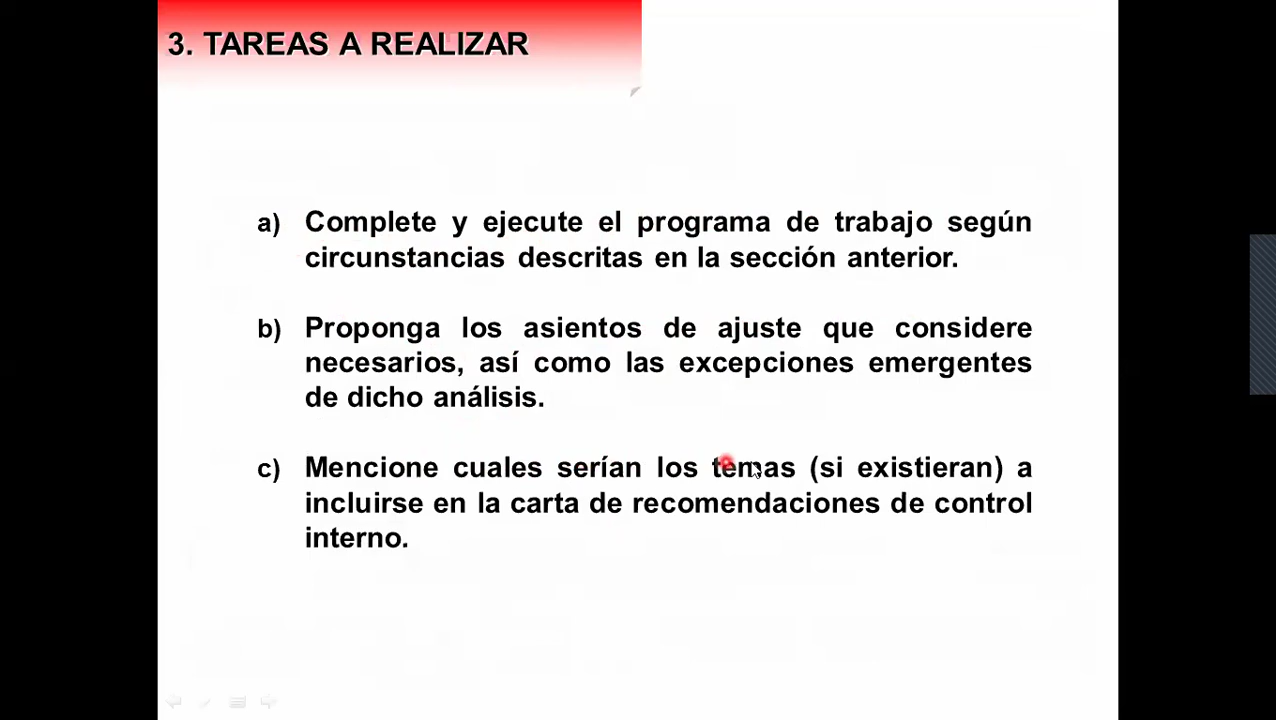 3. TAREAS A REALIZAR
a) Complete y ejecute el programa de trabajo según
circunstancias descritas en la sección anterior.
b) Proponga los asientos de ajuste que considere
necesarios, así como las excepciones emergentes
de dicho análisis.
c) Mencione cuales serían los temas (si existieran) a
incluirse en la carta de recomendaciones de control
interno.